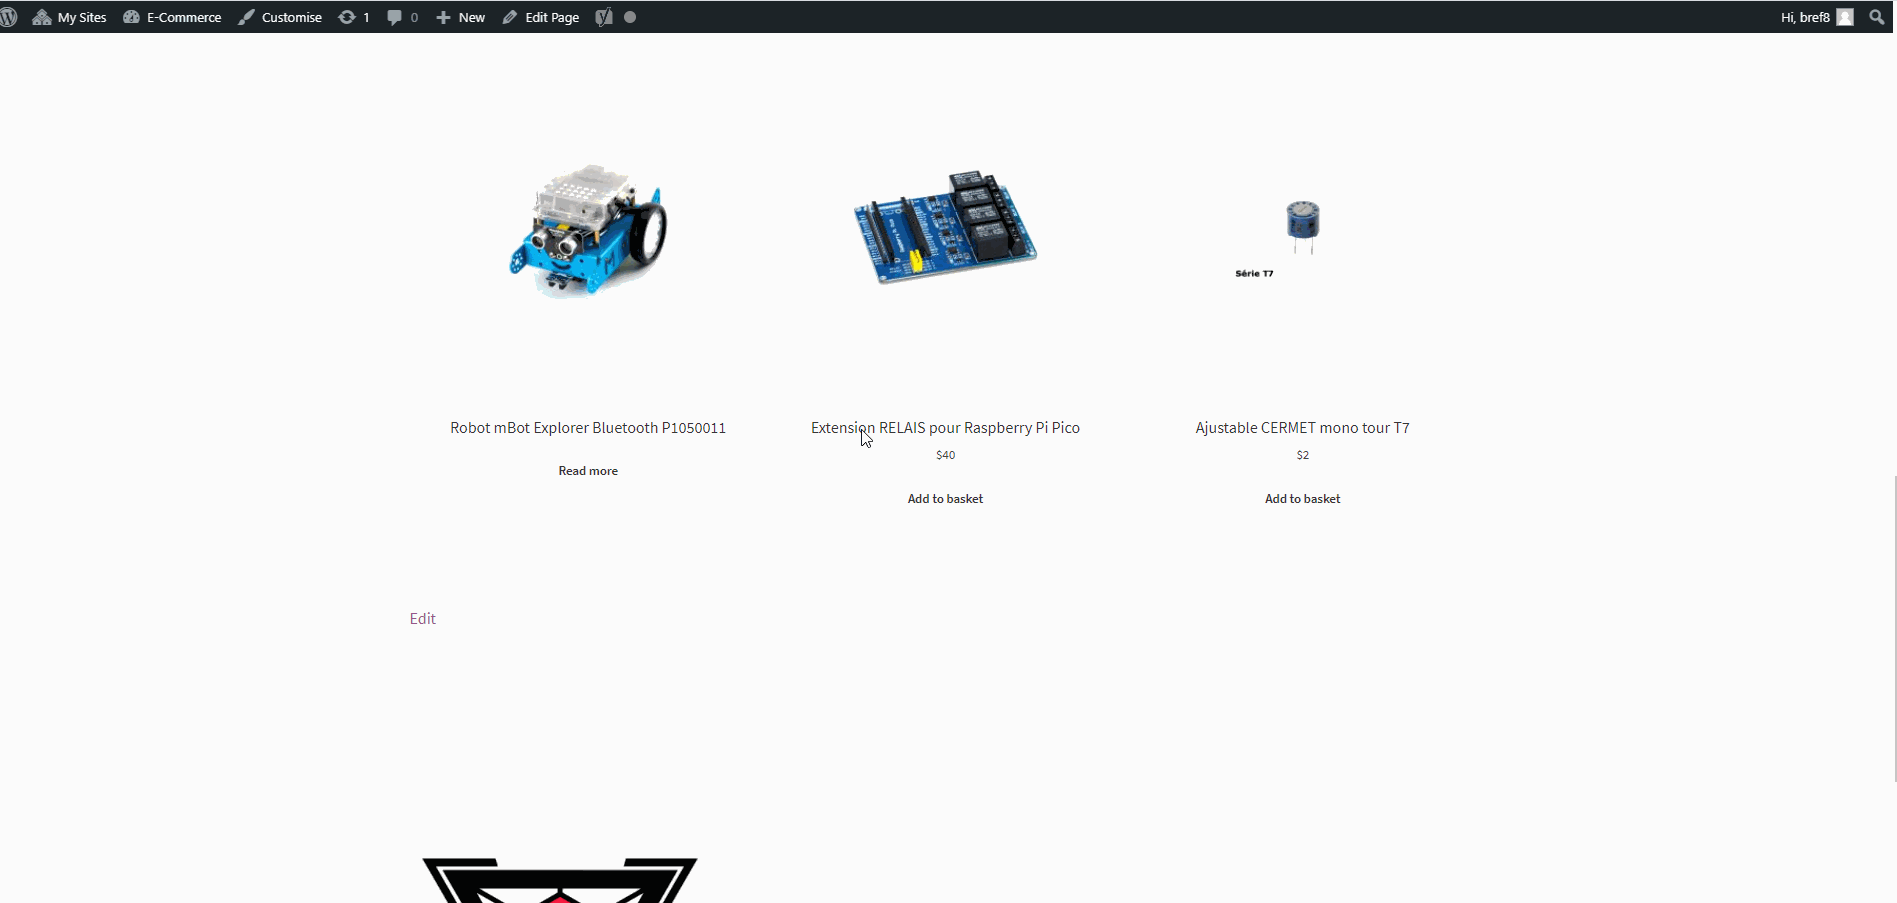 My Sites E-Commerce Customise 1 0 New Edit Page Hi, bref8
Série T7
Robot mBot Explorer Bluetooth P1050011 Extension RELAIS pour Raspberry Pi Pico Ajustable CERMET mono tour T7
$40 $2
Read more
Add to basket Add to basket
Edit